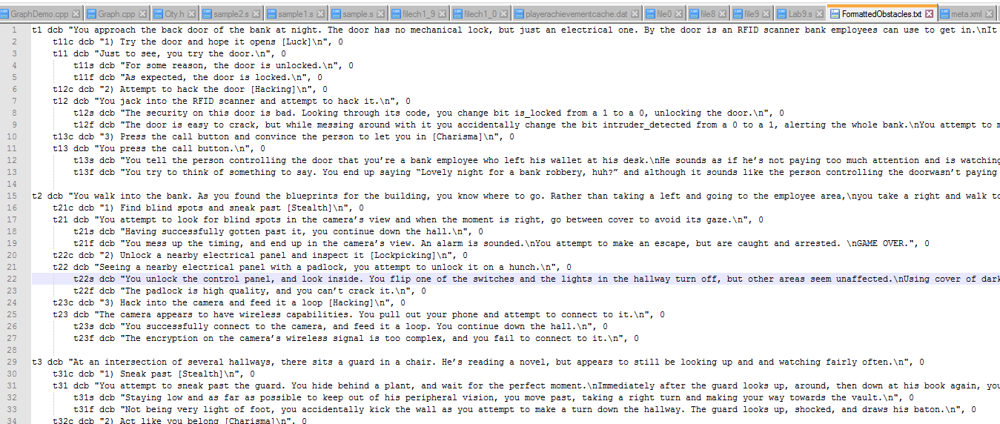 GraphDemo.cpp Graph.cpp City.h sample2.s sample1.s sample.s filech1_9 filech1_0 playerachievementcache.dat file0 file8 file9 Lab9.s FormattedObstacles.txt meta.xml
1 t1 dcb "You approach the back door of the bank at night. The door has no mechanical lock, but just an electrical one. By the door is an RFID scanner bank employees can use to get in.\nIt
2 t11c dcb "1) Try the door and hope it opens [Luck]\n", 0
3 t11 dcb "Just to see, you try the door.\n", 0
4 t11s dcb "For some reason, the door is unlocked.\n", 0
5 t11f dcb "As expected, the door is locked.\n", 0
6 t12c dcb "2) Attempt to hack the door [Hacking]\n", 0
7 t12 dcb "You jack into the RFID scanner and attempt to hack it.\n", 0
8 t12s dcb "The security on this door is bad. Looking through its code, you change bit is_locked from a 1 to a 0, unlocking the door.\n", 0
9 t12f dcb "The door is easy to crack, but while messing around with it you accidentally change the bit intruder_detected from a 0 to a 1, alerting the whole bank.\nYou attempt to m
10 t13c dcb "3) Press the call button and convince the person to let you in [Charisma]\n", 0
11 t13 dcb "You press the call button.\n", 0
12 t13s dcb "You tell the person controlling the door that you’re a bank employee who left his wallet at his desk.\nHe sounds as if he’s not paying too much attention and is watching
13 t13f dcb "You try to think of something to say. You end up saying “Lovely night for a bank robbery, huh?” and although it sounds like the person controlling the doorwasn’t paying
14
15 t2 dcb "You walk into the bank. As you found the blueprints for the building, you know where to go. Rather than taking a left and going to the employee area,\nyou take a right and walk to
16 t21c dcb "1) Find blind spots and sneak past [Stealth]\n", 0
17 t21 dcb "You attempt to look for blind spots in the camera’s view and when the moment is right, go between cover to avoid its gaze.\n", 0
18 t21s dcb "Having successfully gotten past it, you continue down the hall.\n", 0
19 t21f dcb "You mess up the timing, and end up in the camera’s view. An alarm is sounded.\nYou attempt to make an escape, but are caught and arrested. \nGAME OVER.", 0
20 t22c dcb "2) Unlock a nearby electrical panel and inspect it [Lockpicking]\n", 0
21 t22 dcb "Seeing a nearby electrical panel with a padlock, you attempt to unlock it on a hunch.\n", 0
22 t22s dcb "You unlock the control panel, and look inside. You flip one of the switches and the lights in the hallway turn off, but other areas seem unaffected.\nUsing cover of dark
23 t22f dcb "The padlock is high quality, and you can’t crack it.\n", 0
24 t23c dcb "3) Hack into the camera and feed it a loop [Hacking]\n", 0
25 t23 dcb "The camera appears to have wireless capabilities. You pull out your phone and attempt to connect to it.\n", 0
26 t23s dcb "You successfully connect to the camera, and feed it a loop. You continue down the hall.\n", 0
27 t23f dcb "The encryption on the camera’s wireless signal is too complex, and you fail to connect to it.\n", 0
28
29 t3 dcb "At an intersection of several hallways, there sits a guard in a chair. He’s reading a novel, but appears to still be looking up and and watching fairly often.\n", 0
30 t31c dcb "1) Sneak past [Stealth]\n", 0
31 t31 dcb "You attempt to sneak past the guard. You hide behind a plant, and wait for the perfect moment.\nImmediately after the guard looks up, around, then down at his book again, you
32 t31s dcb "Staying low and as far as possible to keep out of his peripheral vision, you move past, taking a right turn and making your way towards the vault.\n", 0
33 t31f dcb "Not being very light of foot, you accidentally kick the wall as you attempt to make a turn down the hallway. The guard looks up, shocked, and draws his baton.\n", 0
34 t32c dcb "2) Act like you belong [Charisma]\n", 0